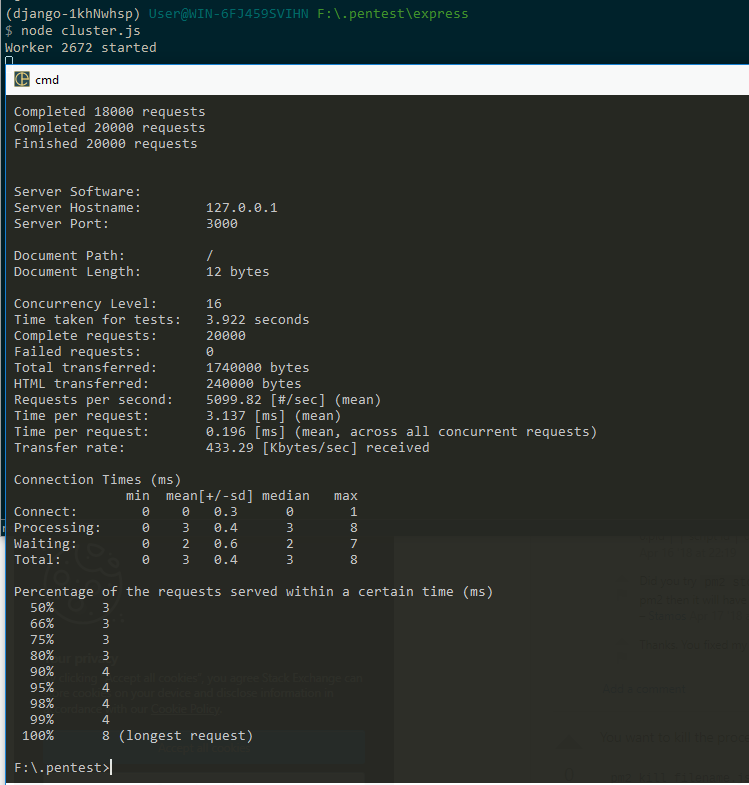 (django-1khNwhsp) User@WIN-6FJ459SVIHN F:\.pentest\express
$ node cluster.js
Worker 2672 started
cmd
Completed 18000 requests
Completed 20000 requests
Finished 20000 requests
Server Software:
Server Hostname: 127.0.0.1
Server Port: 3000
Document Path: /
Document Length: 12 bytes
Concurrency Level: 16
Time taken for tests: 3.922 seconds
Complete requests: 20000
Failed requests: 0
Total transferred: 1740000 bytes
HTML transferred: 240000 bytes
Requests per second: 5099.82 [#/sec] (mean)
Time per request: 3.137 [ms] (mean)
Time per request: 0.196 [ms] (mean, across all concurrent requests)
Transfer rate: 433.29 [Kbytes/sec] received
Connection Times (ms)
min mean[+/-sd] median max
Connect: 0 0 0.3 0 1
Processing: 0 3 0.4 3 8
Waiting: 0 2 0.6 2 7
Total: 0 3 0.4 3 8
Percentage of the requests served within a certain time (ms)
50% 3
66% 3
75% 3
80% 3
90% 4
95% 4
98% 4
99% 4
100% 8 (longest request)
F:\.pentest>